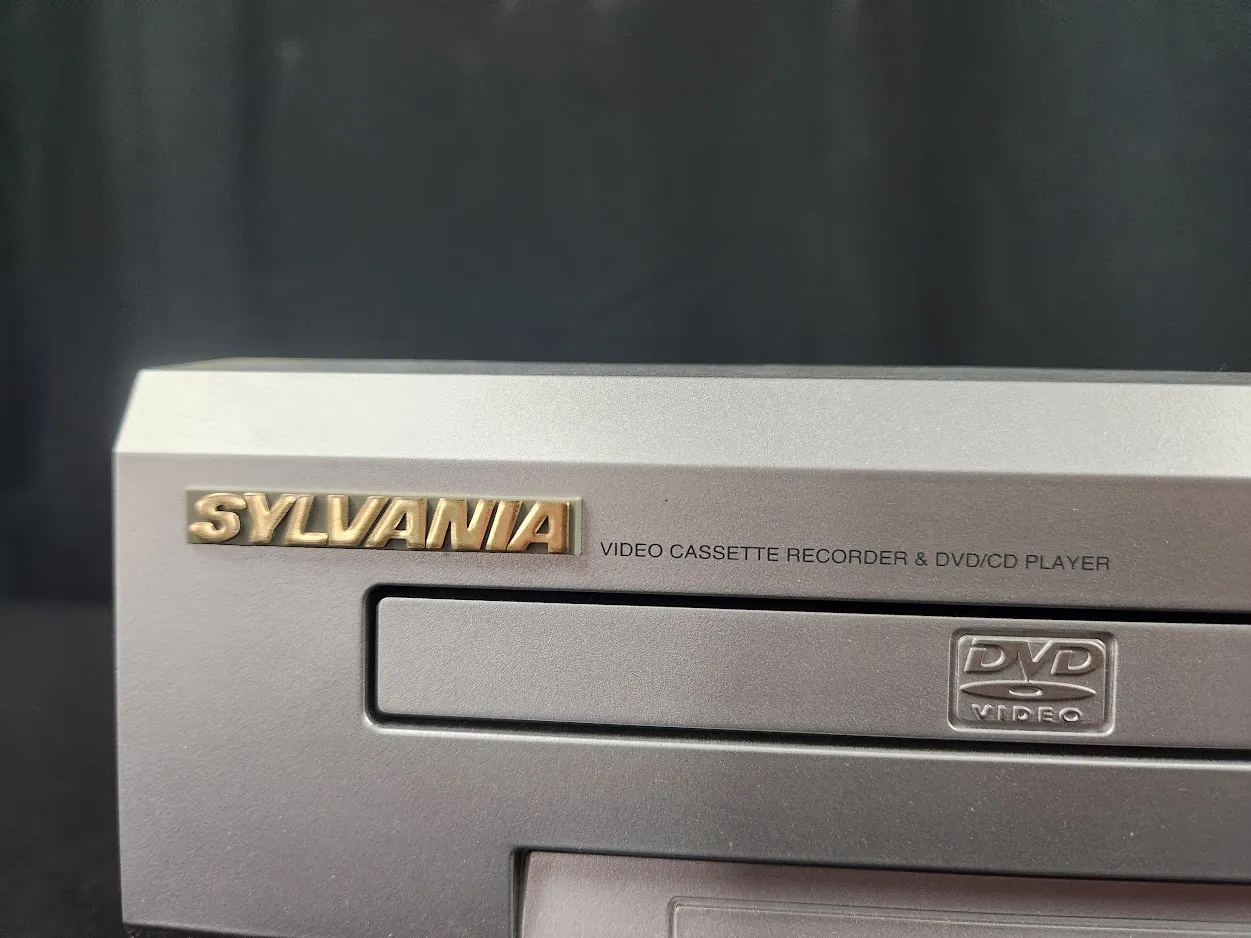 SYLVANIA
VIDEO CASSETTE RECORDER & DVD/CD PLAYER
DVD
VIDEO